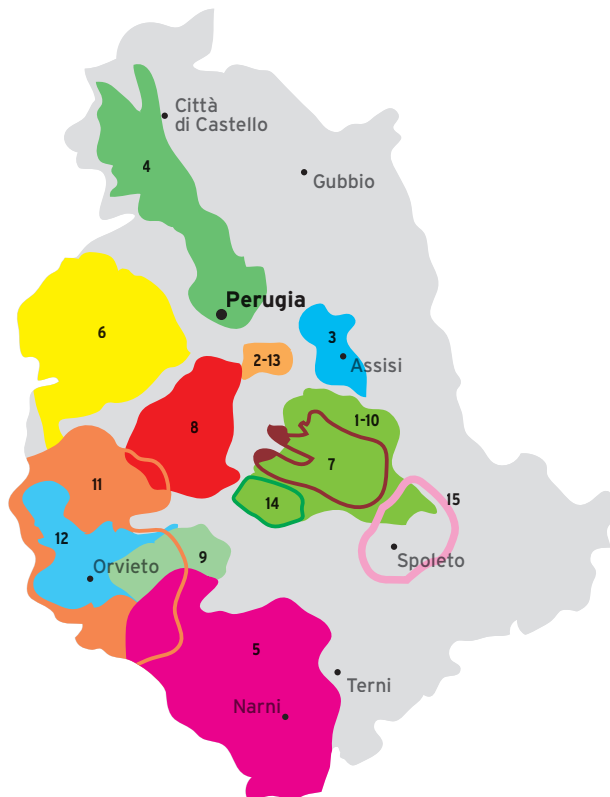 Città
di Castello
4
Gubbio
Perugia
6
3
2-13
Assisi
1-10
8
7
11
14
15
12
9
Spoleto
Orvieto
5
Terni
Narni